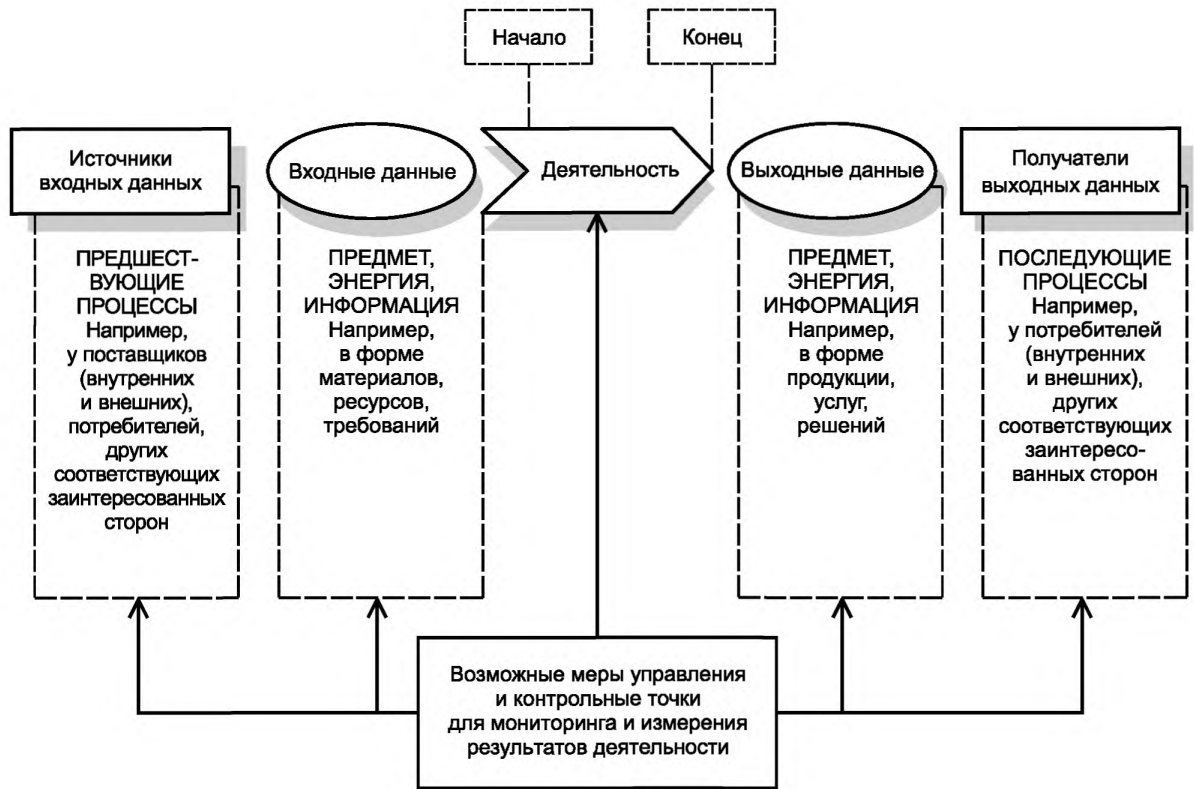 Начало
Конец
Источники
входных данных
Входные данные
Деятельность
Выходные данные
Получатели
выходных данных
ПРЕДШЕСТ-
ВУЮЩИЕ
ПРОЦЕССЫ
Например,
у поставщиков
(внутренних
и внешних),
потребителей,
других
соответствующих
заинтересованных
сторон
ПРЕДМЕТ,
ЭНЕРГИЯ,
ИНФОРМАЦИЯ
Например,
в форме
материалов,
ресурсов,
требований
ПРЕДМЕТ,
ЭНЕРГИЯ,
ИНФОРМАЦИЯ
Например,
в форме
продукции,
услуг,
решений
ПОСЛЕДУЮЩИЕ
ПРОЦЕССЫ
Например,
у потребителей
(внутренних
и внешних),
других
соответствующих
заинтересо-
ванных сторон
Возможные меры управления
и контрольные точки
для мониторинга и измерения
результатов деятельности